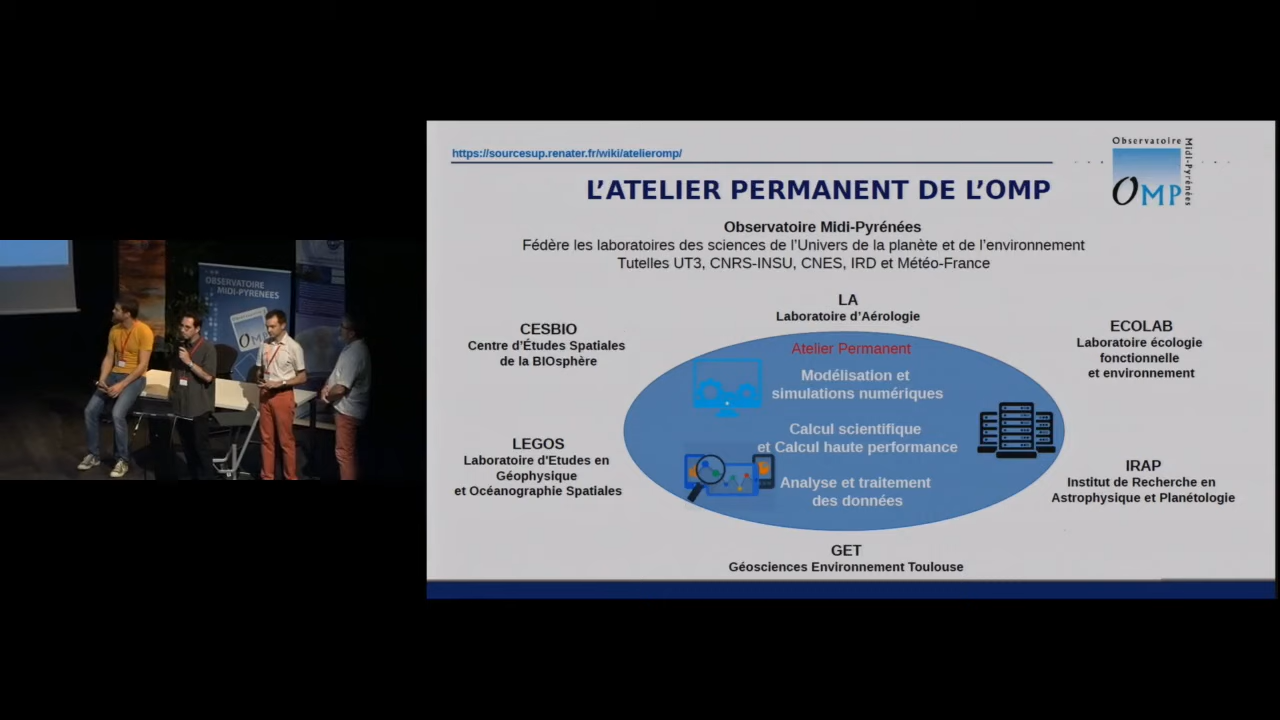 https://sourcesup.renater.fr/wiki/atelieromp/
Observatoire
Midi-Pyrénées
OMP
L'ATELIER PERMANENT DE L'OMP
Observatoire Midi-Pyrénées
Fédère les laboratoires des sciences de l'Univers de la planète et de l'environnement
Tutelles UT3, CNRS-INSU, CNES, IRD et Météo-France
LA
Laboratoire d'Aérologie
CESBIO
Centre d'Études Spatiales
de la BIOsphère
ECOLAB
Laboratoire écologie
fonctionnelle
et environnement
Atelier Permanent
Modélisation et
simulations numériques
Calcul scientifique
et Calcul haute performance
Analyse et traitement
des données
LEGOS
Laboratoire d'Etudes en
Géophysique
et Océanographie Spatiales
IRAP
Institut de Recherche en
Astrophysique et Planétologie
GET
Géosciences Environnement Toulouse
OBSERVATOIRE
MIDI-PYRENEES
OMP